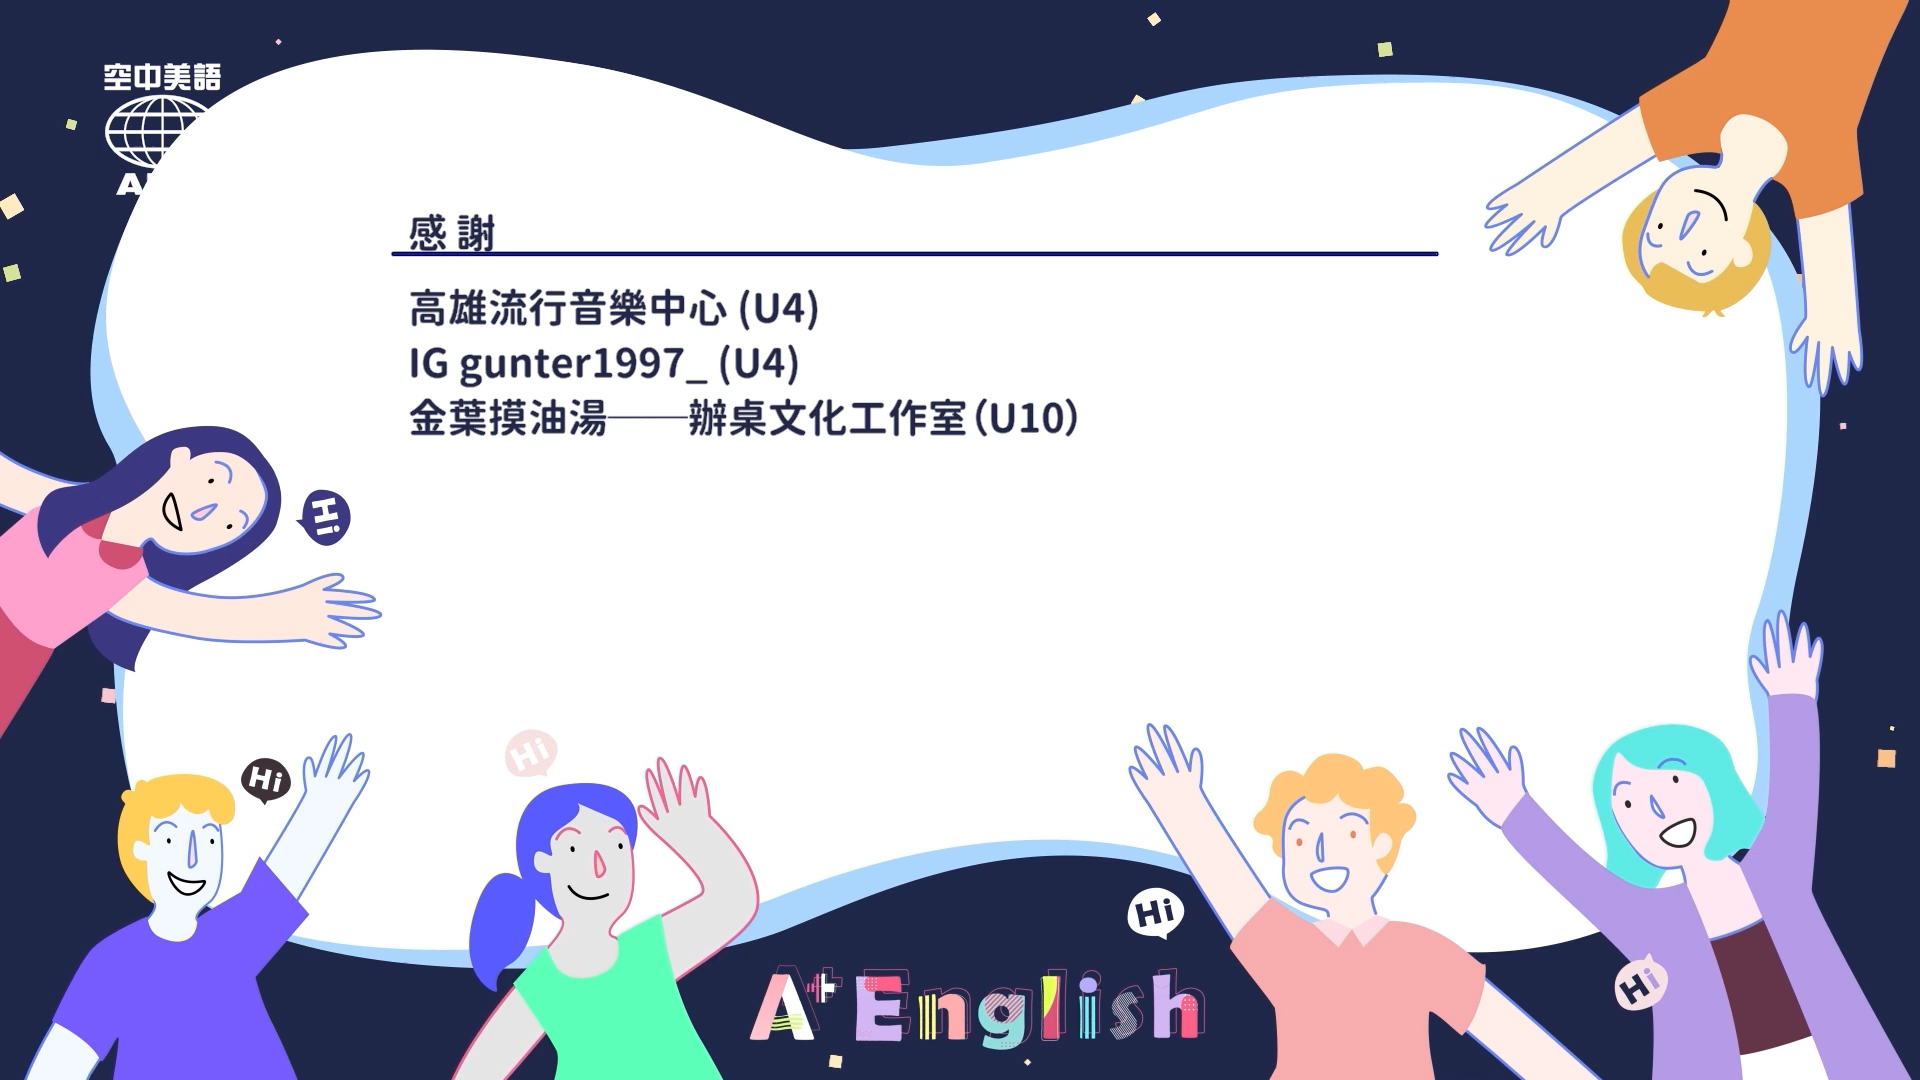 空中美語
感 謝
高雄流行音樂中心 (U4)
IG gunter1997_ (U4)
金葉摸油湯──辦桌文化工作室(U10)
Hi
Hi
Hi
Hi
Hi
A+ English